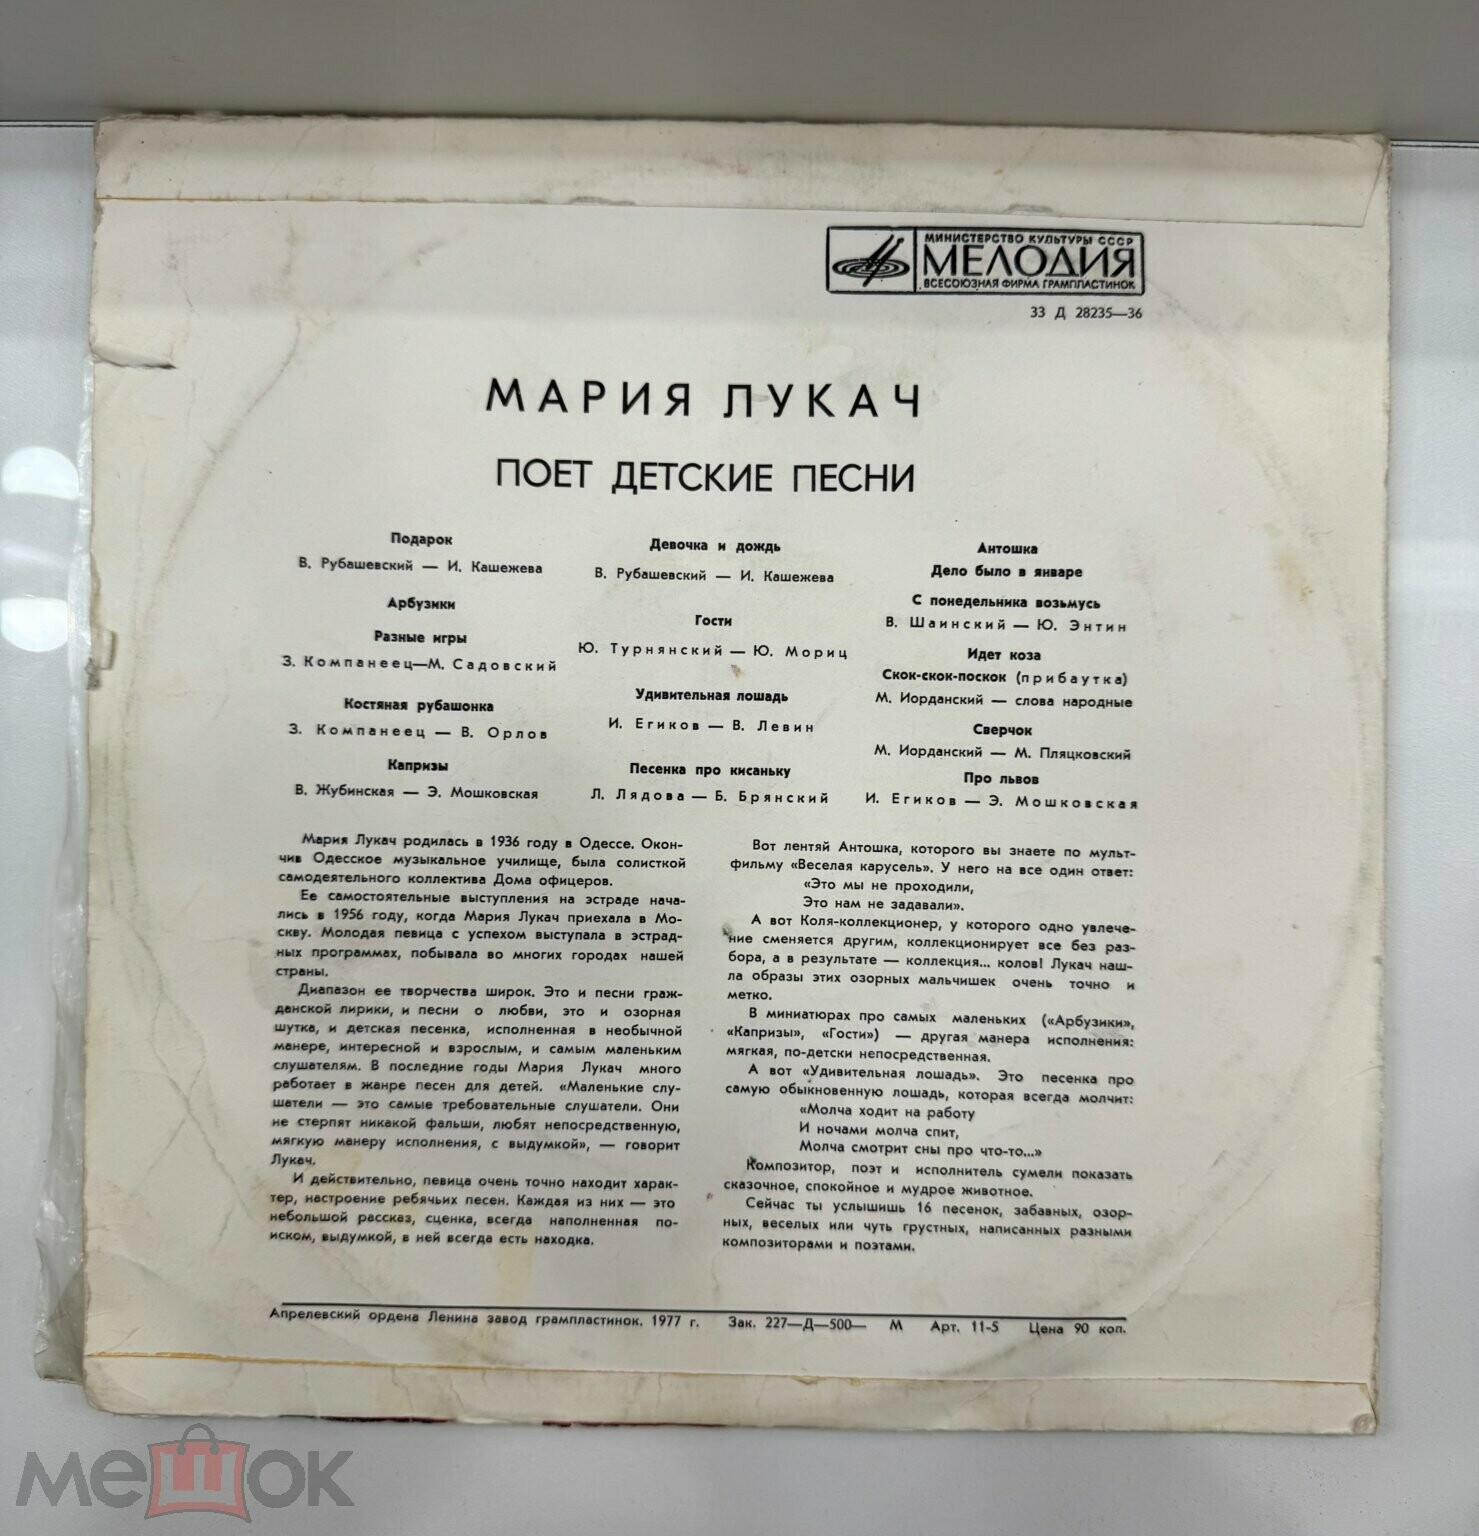 МИНИСТЕРСТВО КУЛЬТУРЫ СССР
МЕЛОДИЯ
ВСЕСОЮЗНАЯ ФИРМА ГРАМПЛАСТИНОК
33 Д 28235—36
МАРИЯ ЛУКАЧ
ПОЕТ ДЕТСКИЕ ПЕСНИ
Подарок
В. Рубашевский — И. Кашежева
Арбузики
Разные игры
З. Компанеец—М. Садовский
Костяная рубашонка
З. Компанеец — В. Орлов
Капризы
В. Жубинская — Э. Мошковская
Девочка и дождь
В. Рубашевский — И. Кашежева
Гости
Ю. Турнянский — Ю. Мориц
Удивительная лошадь
И. Егиков — В. Левин
Песенка про кисаньку
Л. Лядова — Б. Брянский
Антошка
Дело было в январе
С понедельника возьмусь
В. Шаинский — Ю. Энтин
Идет коза
Скок-скок-поскок (прибаутка)
М. Иорданский — слова народные
Сверчок
М. Иорданский — М. Пляцковский
Про львов
И. Егиков — Э. Мошковская
Мария Лукач родилась в 1936 году в Одессе. Окон-
чив Одесское музыкальное училище, была солисткой
самодеятельного коллектива Дома офицеров.
Ее самостоятельные выступления на эстраде нача-
лись в 1956 году, когда Мария Лукач приехала в Мо-
скву. Молодая певица с успехом выступала в эстрад-
ных программах, побывала во многих городах нашей
страны.
Диапазон ее творчества широк. Это и песни граж-
данской лирики, и песни о любви, это и озорная
шутка, и детская песенка, исполненная в необычной
манере, интересной и взрослым, и самым маленьким
слушателям. В последние годы Мария Лукач много
работает в жанре песен для детей. «Маленькие слу-
шатели — это самые требовательные слушатели. Они
не стерпят никакой фальши, любят непосредственную,
мягкую манеру исполнения, с выдумкой», — говорит
Лукач.
И действительно, певица очень точно находит харак-
тер, настроение ребячьих песен. Каждая из них — это
небольшой рассказ, сценка, всегда наполненная по-
иском, выдумкой, в ней всегда есть находка.
Вот лентяй Антошка, которого вы знаете по мульт-
фильму «Веселая карусель». У него на все один ответ:
«Это мы не проходили,
Это нам не задавали».
А вот Коля-коллекционер, у которого одно увлече-
ние сменяется другим, коллекционирует все без раз-
бора, а в результате — коллекция... колов! Лукач наш-
ла образы этих озорных мальчишек очень точно и
метко.
В миниатюрах про самых маленьких («Арбузики»,
«Капризы», «Гости») — другая манера исполнения:
мягкая, по-детски непосредственная.
А вот «Удивительная лошадь». Это песенка про
самую обыкновенную лошадь, которая всегда молчит:
«Молча ходит на работу
И ночами молча спит,
Молча смотрит сны про что-то...»
Композитор, поэт и исполнитель сумели показать
сказочное, спокойное и мудрое животное.
Сейчас ты услышишь 16 песенок, забавных, озор-
ных, веселых или чуть грустных, написанных разными
композиторами и поэтами.
Апрелевский ордена Ленина завод грампластинок. 1977 г. Зак. 227—Д—500— М Арт. 11-5 Цена 90 коп.
мешок